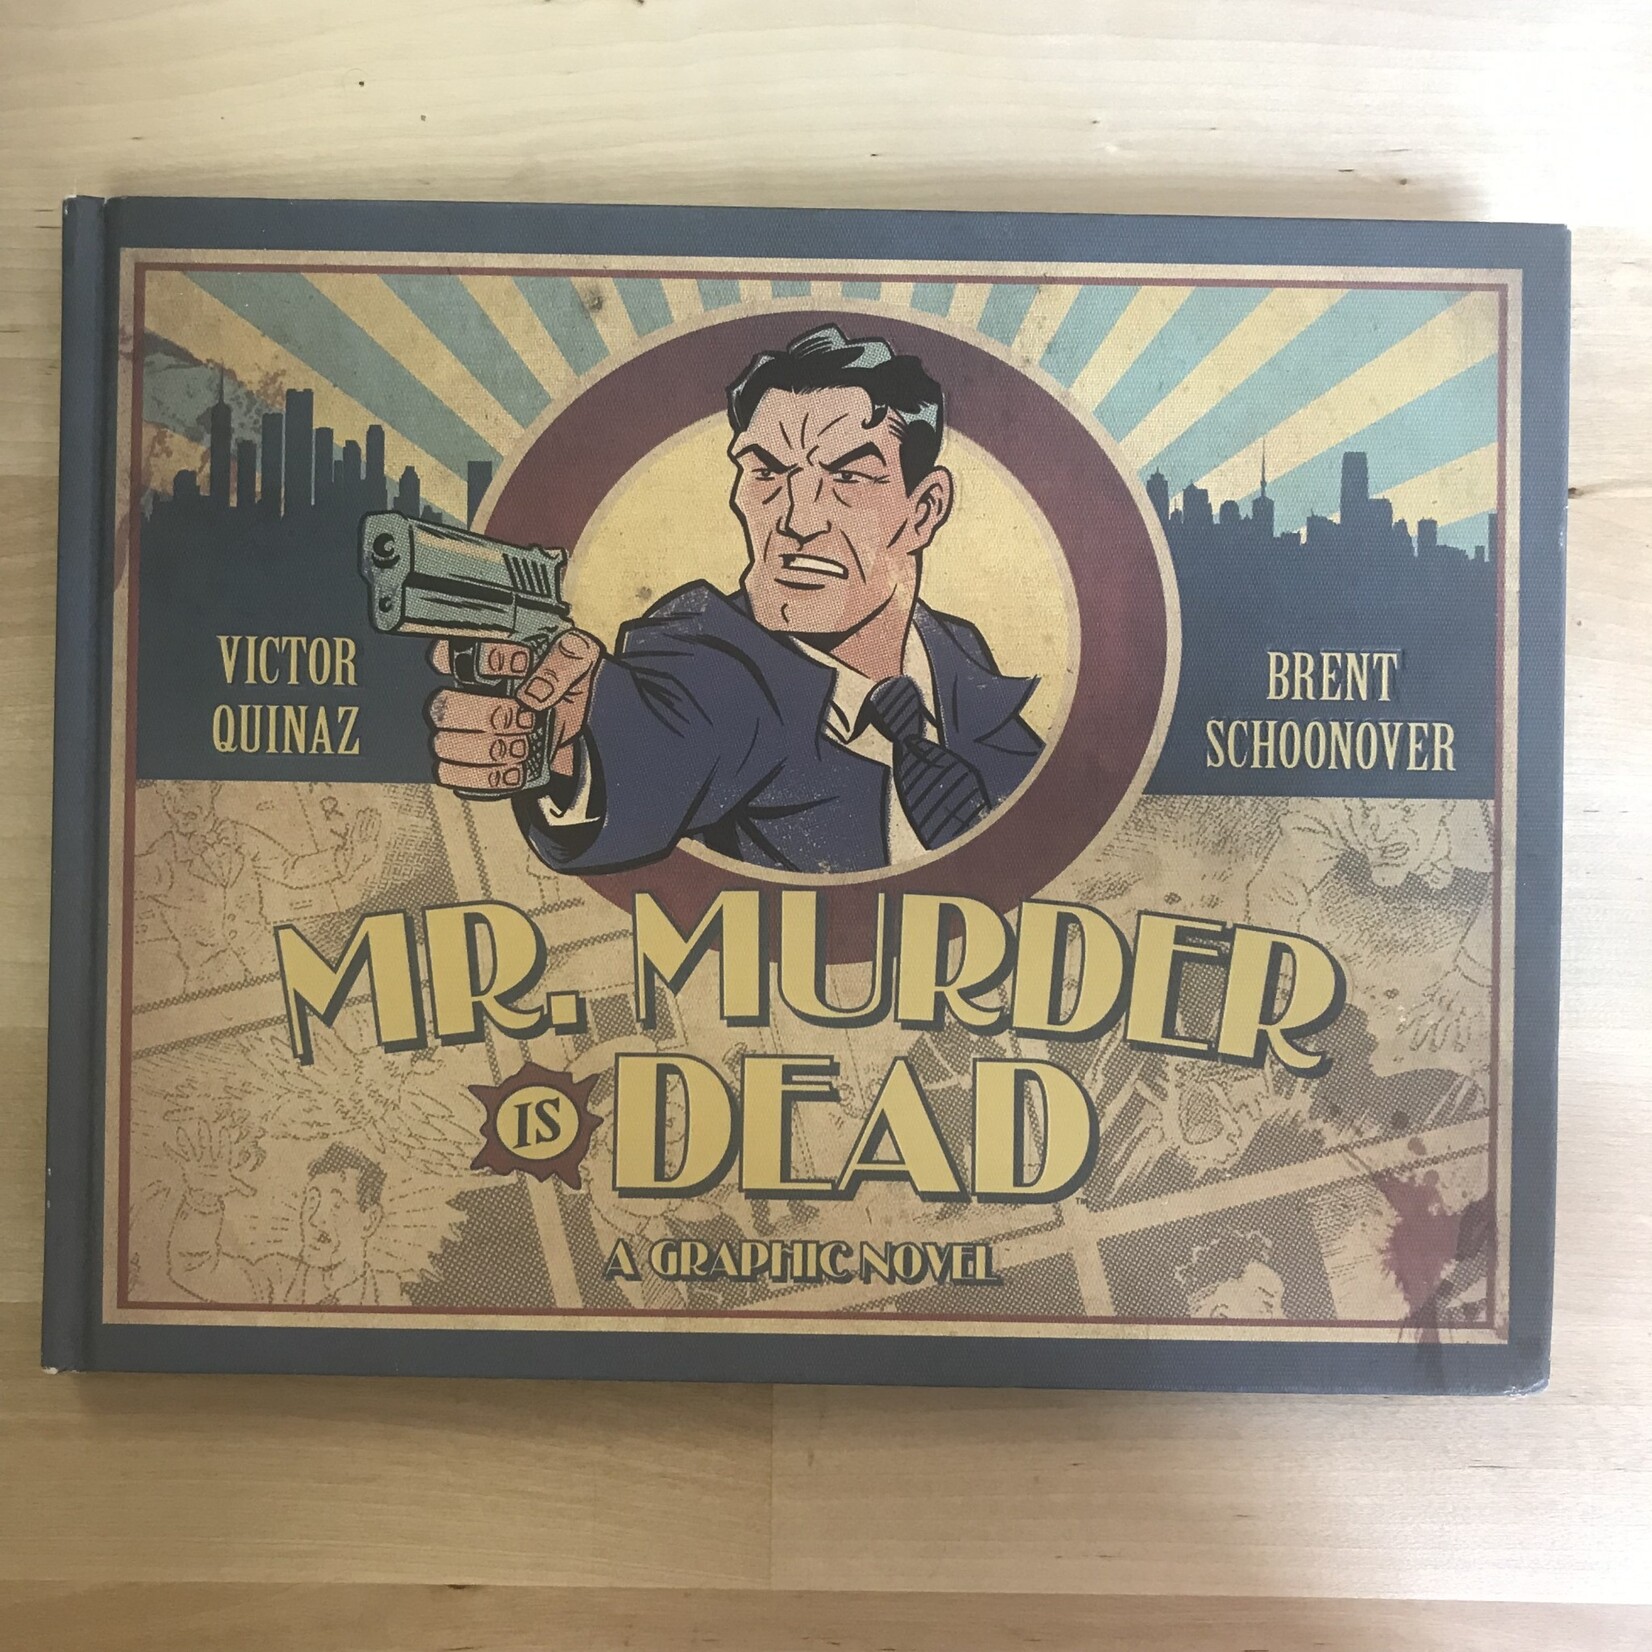 VICTOR
QUINAZ
BRENT
SCHOONOVER
MR. MURDER
IS DEAD
A GRAPHIC NOVEL